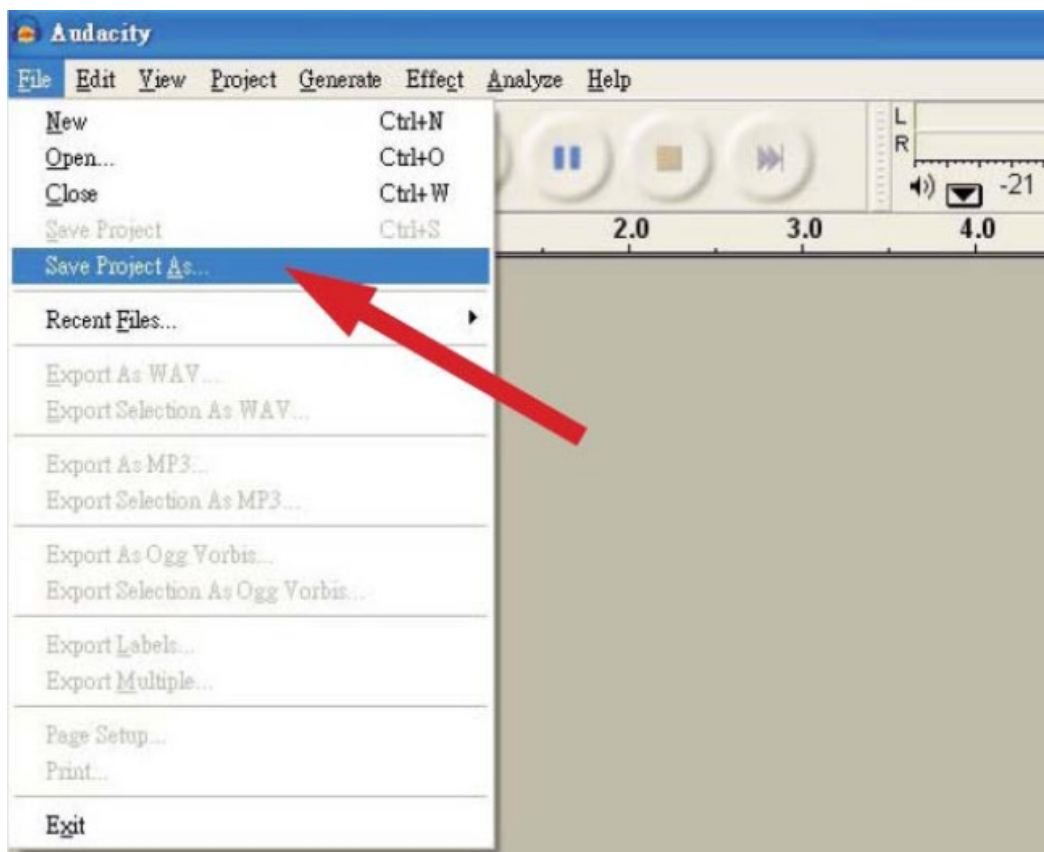 Audacity
File Edit View Project Generate Effect Analyze Help
New Ctrl+N
Open... Ctrl+O
Close Ctrl+W
Save Project Ctrl+S
Save Project As...
Recent Files...
Export As WAV...
Export Selection As WAV...
Export As MP3...
Export Selection As MP3...
Export As Ogg Vorbis...
Export Selection As Ogg Vorbis...
Export Labels...
Export Multiple...
Page Setup...
Print...
Exit
L
R
-21
2.0 3.0 4.0